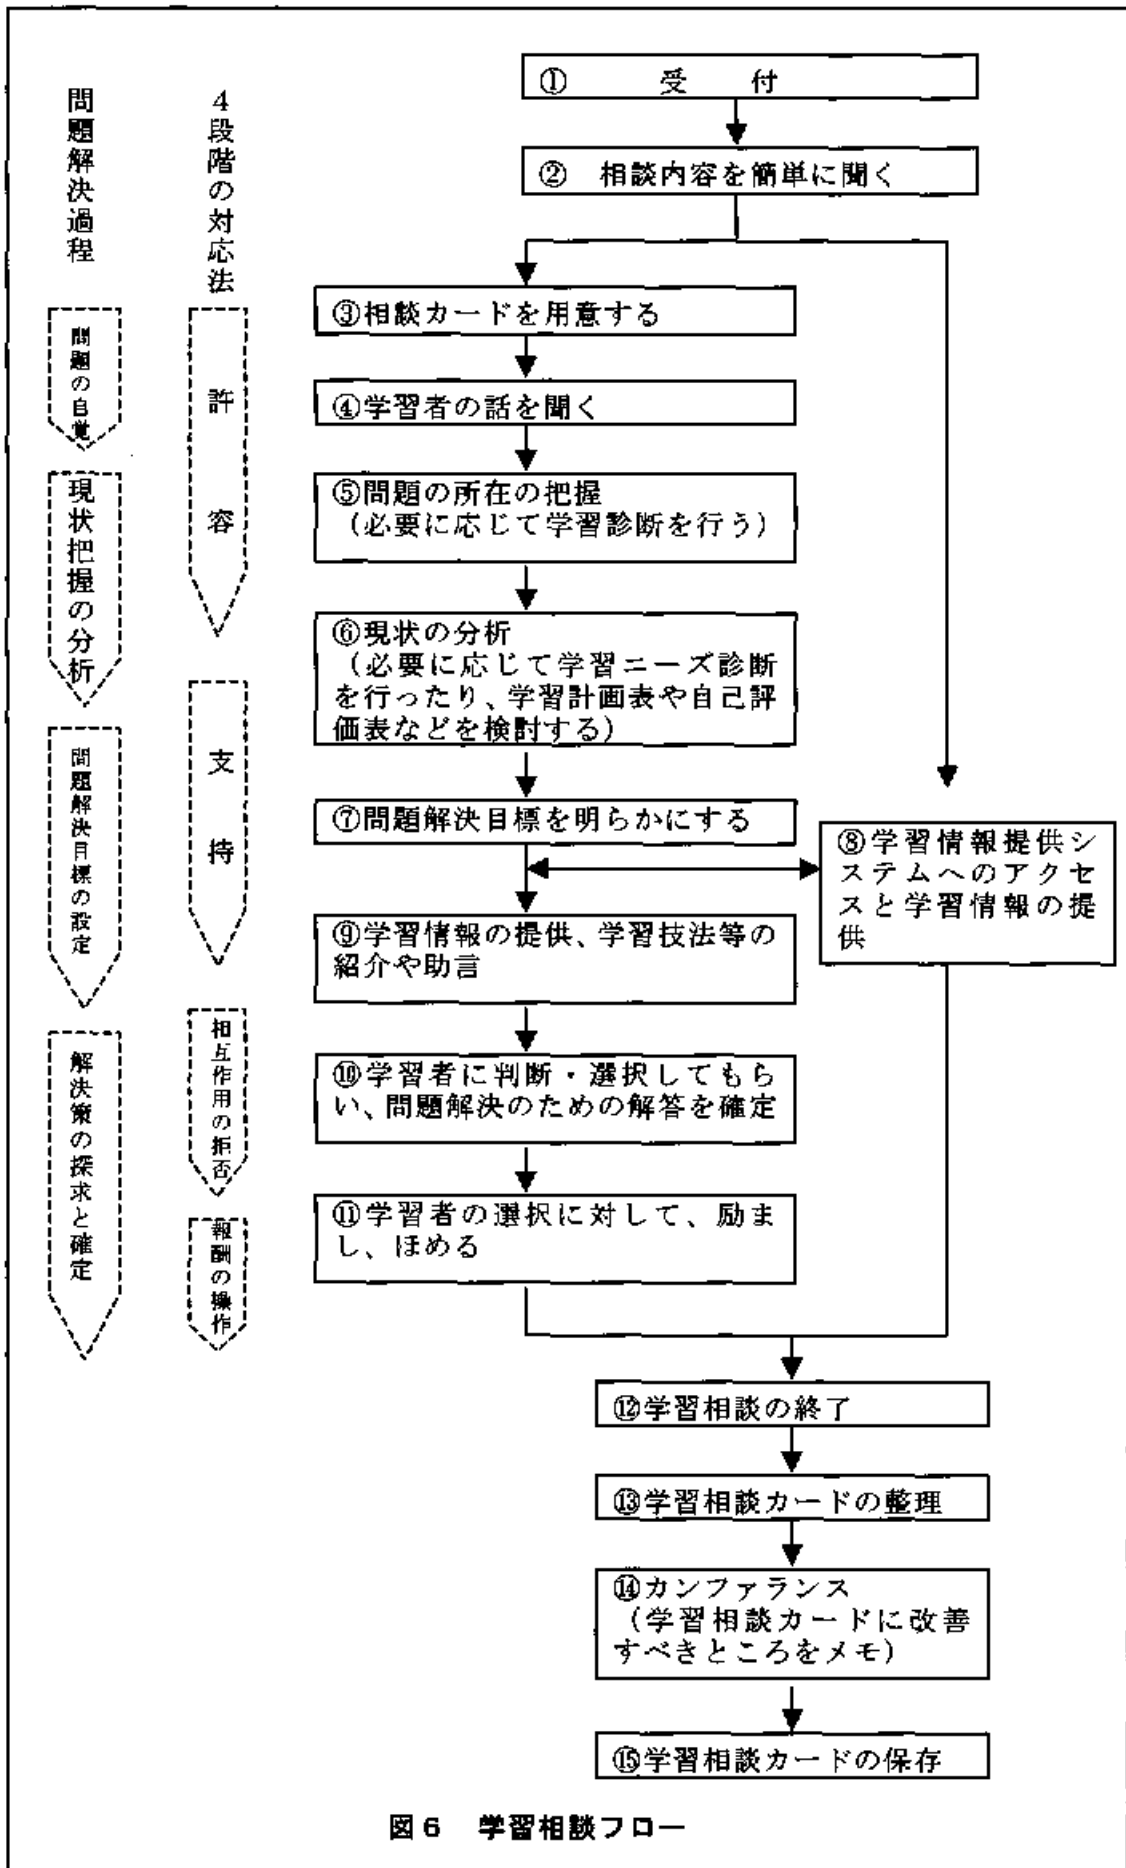 問題解決過程
4段階の対応法
問題の自覚
現状把握の分析
問題解決目標の設定
解決策の探求と確定
許容
支持
相互作用の拒否
報酬の操作
① 受付
② 相談内容を簡単に聞く
③相談カードを用意する
④学習者の話を聞く
⑤問題の所在の把握
（必要に応じて学習診断を行う）
⑥現状の分析
（必要に応じて学習ニーズ診断
を行ったり、学習計画表や自己評
価表などを検討する）
⑦問題解決目標を明らかにする
⑧学習情報提供シ
ステムへのアクセ
スと学習情報の提
供
⑨学習情報の提供、学習技法等の
紹介や助言
⑩学習者に判断・選択してもら
い、問題解決のための解答を確定
⑪学習者の選択に対して、励ま
し、ほめる
⑫学習相談の終了
⑬学習相談カードの整理
⑭カンファランス
（学習相談カードに改善
すべきところをメモ）
⑮学習相談カードの保存
図6 学習相談フロー